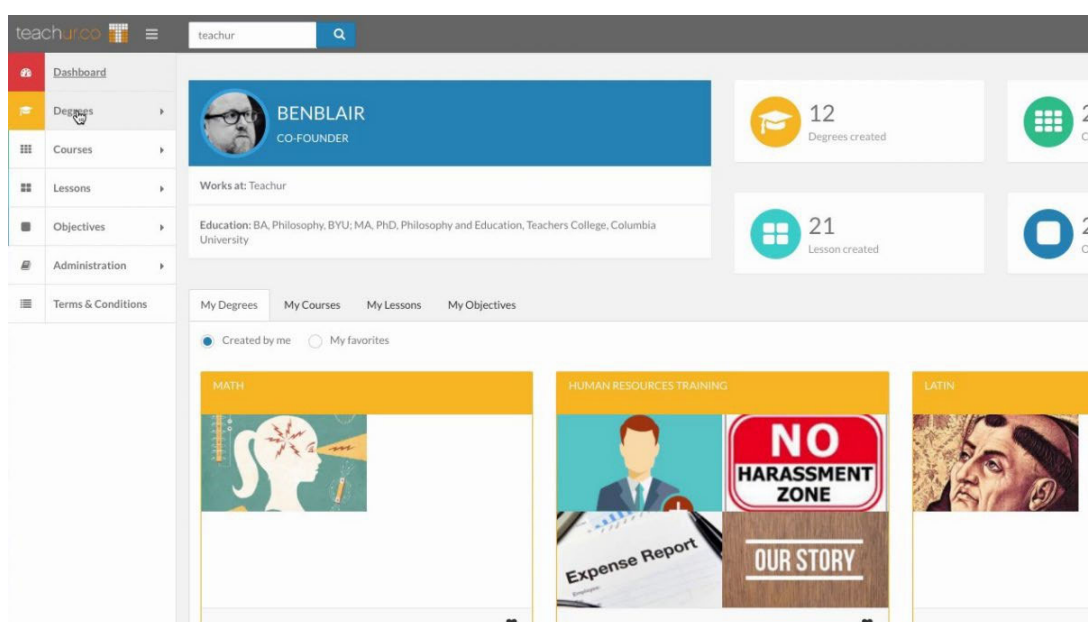 teachur.co
teachur
Dashboard
Degrees
Courses
Lessons
Objectives
Administration
Terms & Conditions
BENBLAIR
CO-FOUNDER
Works at: Teachur
Education: BA, Philosophy, BYU; MA, PhD, Philosophy and Education, Teachers College, Columbia
University
12
Degrees created
2
C
21
Lesson created
2
O
My Degrees
My Courses
My Lessons
My Objectives
Created by me
My favorites
MATH
HUMAN RESOURCES TRAINING
NO
HARASSMENT
ZONE
Expense Report
OUR STORY
LATIN